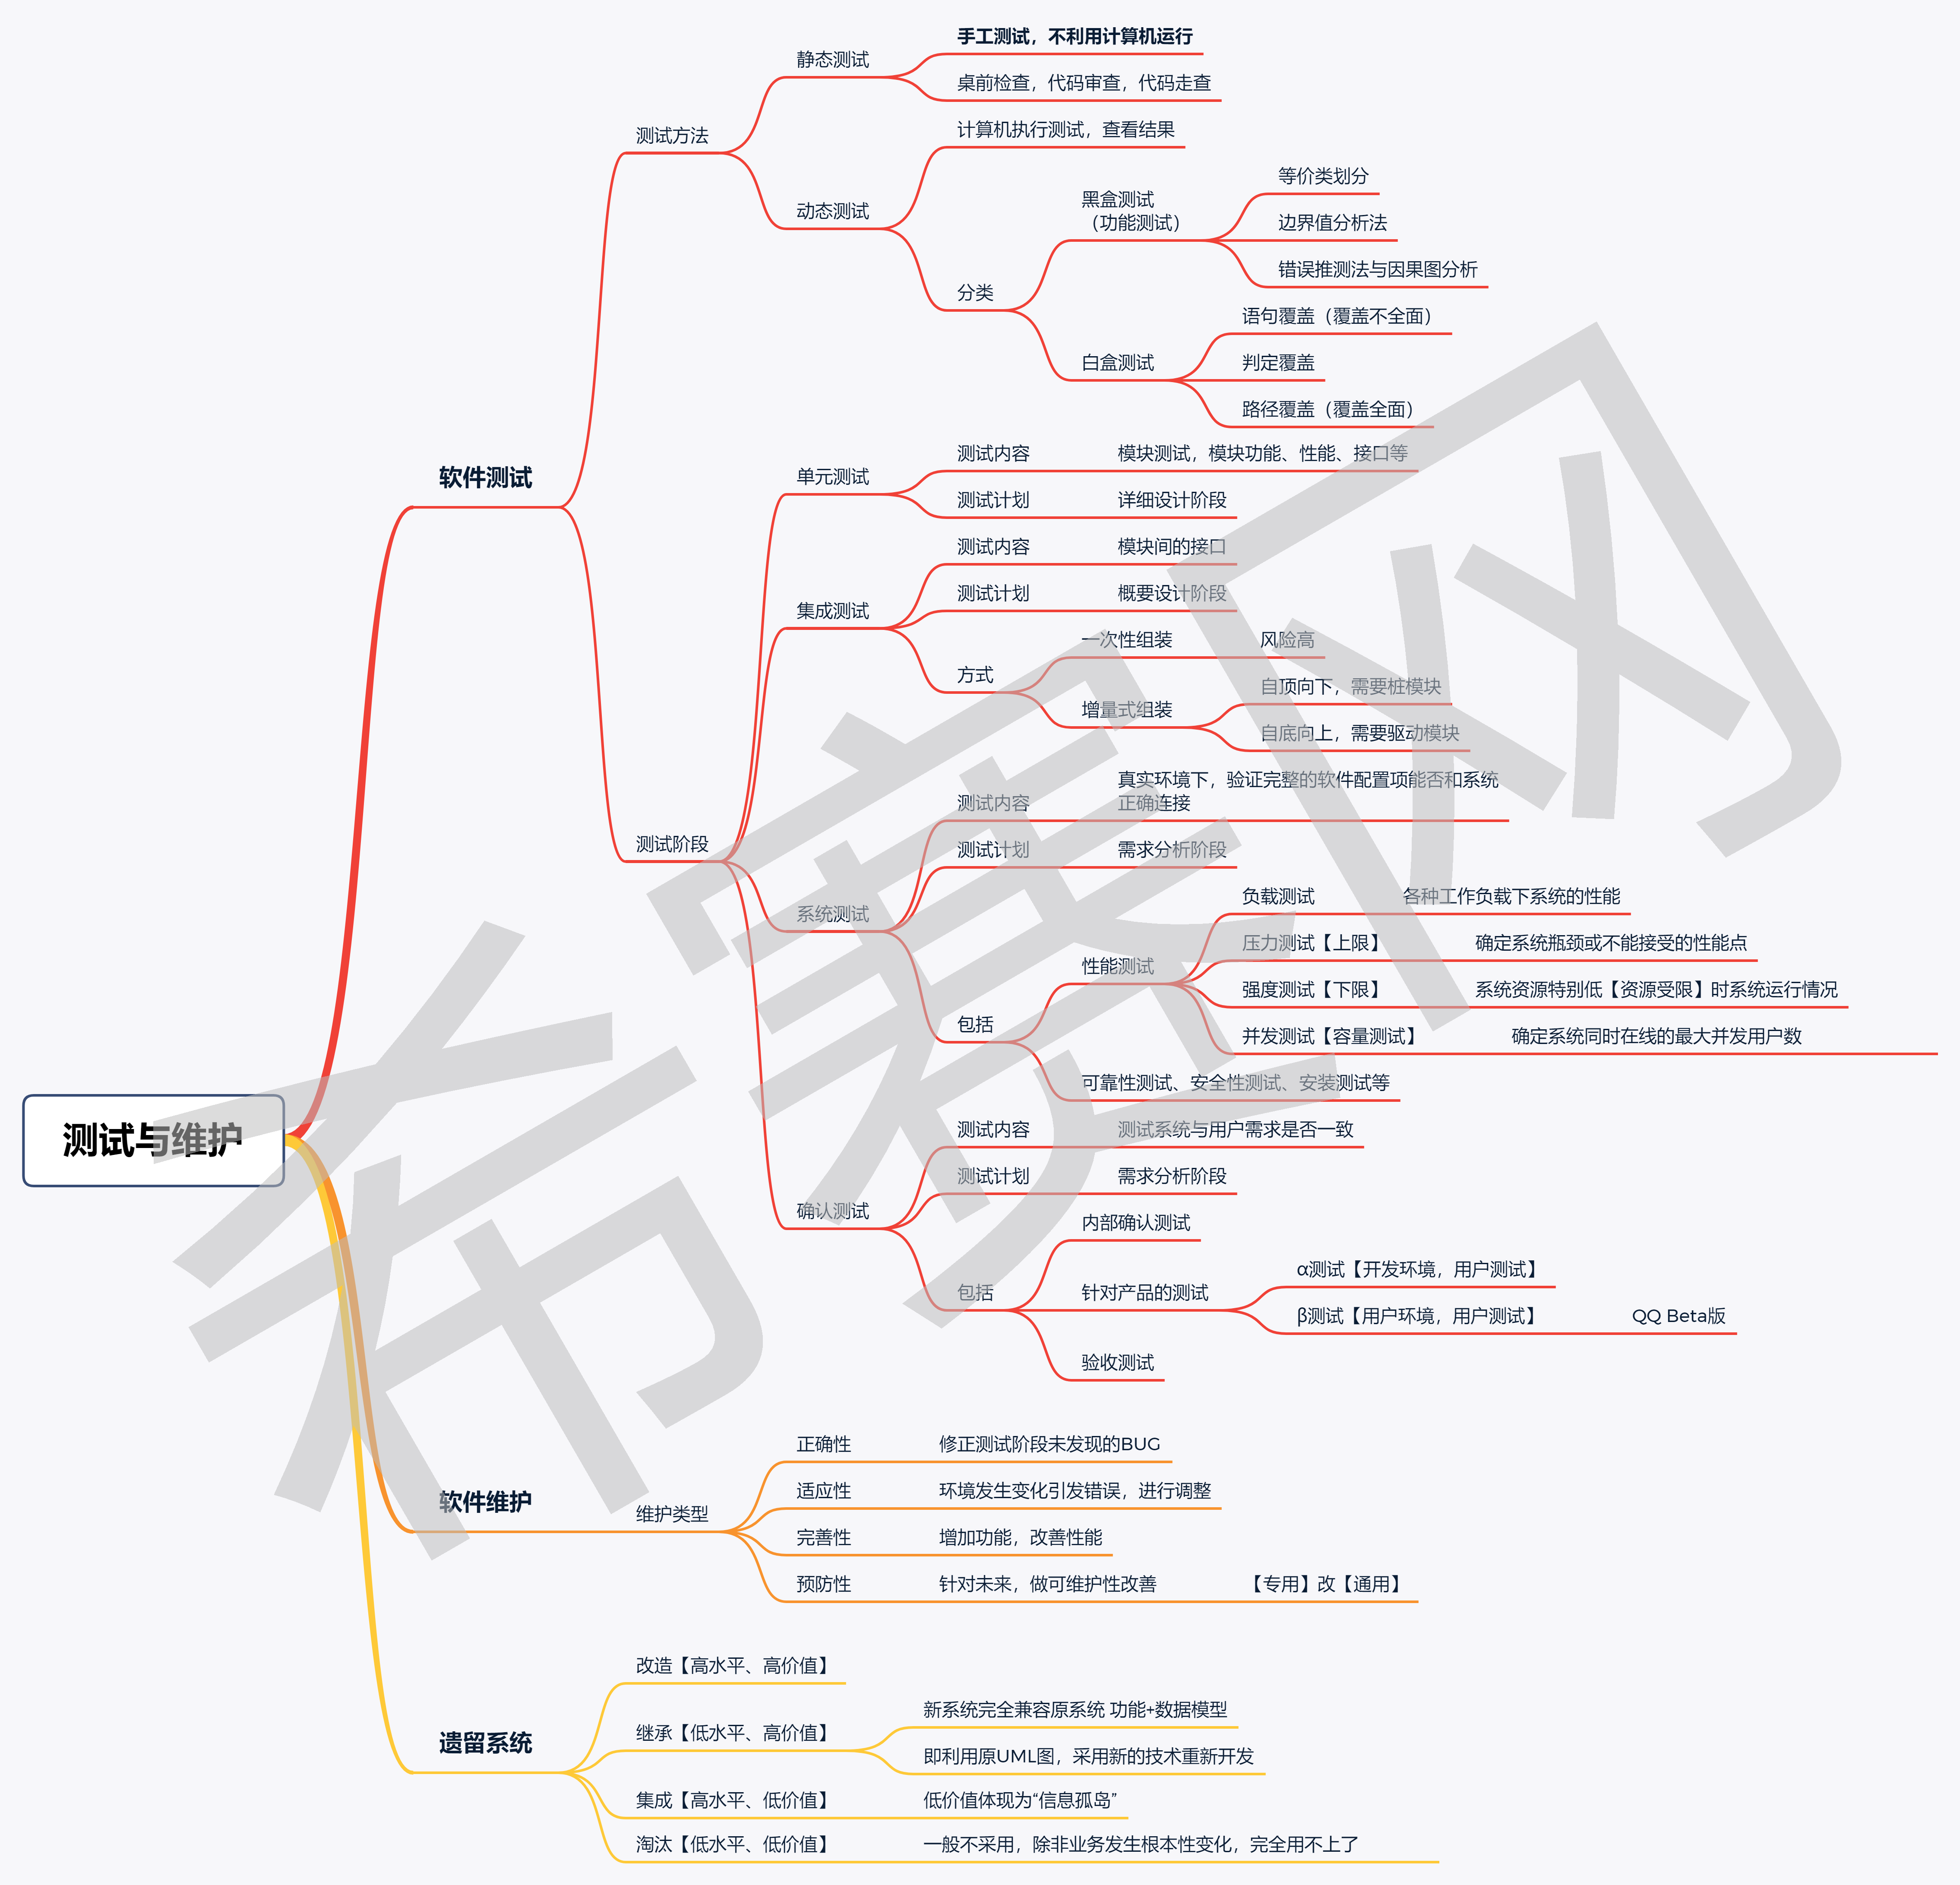 测试与维护
软件测试
测试方法
静态测试
手工测试，不利用计算机运行
桌前检查，代码审查，代码走查
动态测试
计算机执行测试，查看结果
分类
黑盒测试
（功能测试）
等价类划分
边界值分析法
错误推测法与因果图分析
白盒测试
语句覆盖（覆盖不全面）
判定覆盖
路径覆盖（覆盖全面）
测试阶段
单元测试
测试内容 模块测试，模块功能、性能、接口等
测试计划 详细设计阶段
集成测试
测试内容 模块间的接口
测试计划 概要设计阶段
方式
一次性组装 风险高
增量式组装
自顶向下，需要桩模块
自底向上，需要驱动模块
系统测试
测试内容
真实环境下，验证完整的软件配置项能否和系统
正确连接
测试计划 需求分析阶段
包括
性能测试
负载测试 各种工作负载下系统的性能
压力测试【上限】 确定系统瓶颈或不能接受的性能点
强度测试【下限】 系统资源特别低【资源受限】时系统运行情况
并发测试【容量测试】 确定系统同时在线的最大并发用户数
可靠性测试、安全性测试、安装测试等
确认测试
测试内容 测试系统与用户需求是否一致
测试计划 需求分析阶段
包括
内部确认测试
针对产品的测试
α测试【开发环境，用户测试】
β测试【用户环境，用户测试】 QQ Beta版
验收测试
软件维护
维护类型
正确性 修正测试阶段未发现的BUG
适应性 环境发生变化引发错误，进行调整
完善性 增加功能，改善性能
预防性 针对未来，做可维护性改善 【专用】改【通用】
遗留系统
改造【高水平、高价值】
继承【低水平、高价值】
新系统完全兼容原系统 功能+数据模型
即利用原UML图，采用新的技术重新开发
集成【高水平、低价值】 低价值体现为“信息孤岛”
淘汰【低水平、低价值】 一般不采用，除非业务发生根本性变化，完全用不上了
希赛网